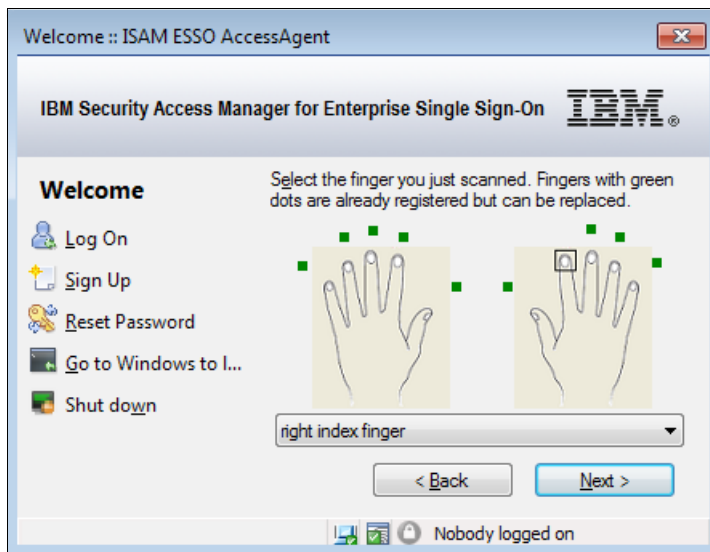 Welcome :: ISAM ESSO AccessAgent
IBM Security Access Manager for Enterprise Single Sign-On
IBM®
Welcome
Log On
Sign Up
Reset Password
Go to Windows to l...
Shut down
Select the finger you just scanned. Fingers with green
dots are already registered but can be replaced.
right index finger
< Back
Next >
Nobody logged on